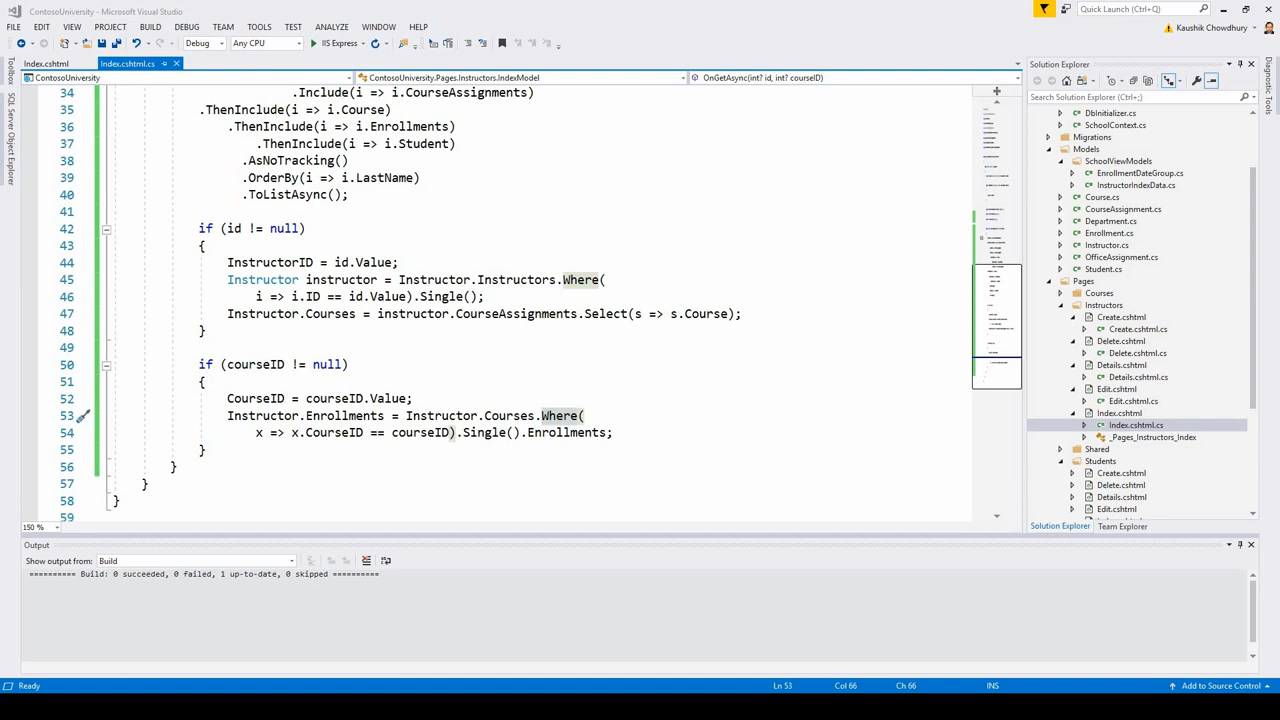 ContosoUniversity - Microsoft Visual Studio
Quick Launch (Ctrl+Q)
FILE EDIT VIEW PROJECT BUILD DEBUG TEAM TOOLS TEST ANALYZE WINDOW HELP
Kaushik Chowdhury
Debug Any CPU IIS Express
Toolbox
SQL Server Object Explorer
Index.cshtml Index.cshtml.cs
ContosoUniversity ContosoUniversity.Pages.Instructors.IndexModel OnGetAsync(int? id, int? courseID)
34 .Include(i => i.CourseAssignments)
35 .ThenInclude(i => i.Course)
36 .ThenInclude(i => i.Enrollments)
37 .ThenInclude(i => i.Student)
38 .AsNoTracking()
39 .OrderBy(i => i.LastName)
40 .ToListAsync();
41
42 if (id != null)
43 {
44 InstructorID = id.Value;
45 Instructor instructor = Instructor.Instructors.Where(
46 i => i.ID == id.Value).Single();
47 Instructor.Courses = instructor.CourseAssignments.Select(s => s.Course);
48 }
49
50 if (courseID != null)
51 {
52 CourseID = courseID.Value;
53 Instructor.Enrollments = Instructor.Courses.Where(
54 x => x.CourseID == courseID).Single().Enrollments;
55 }
56 }
57 }
58 }
59
150 %
Solution Explorer
Search Solution Explorer (Ctrl+;)
DbInitializer.cs
SchoolContext.cs
Migrations
Models
SchoolViewModels
EnrollmentDateGroup.cs
InstructorIndexData.cs
Course.cs
CourseAssignment.cs
Department.cs
Enrollment.cs
Instructor.cs
OfficeAssignment.cs
Student.cs
Pages
Courses
Instructors
Create.cshtml
Create.cshtml.cs
Delete.cshtml
Delete.cshtml.cs
Details.cshtml
Details.cshtml.cs
Edit.cshtml
Edit.cshtml.cs
Index.cshtml
Index.cshtml.cs
_Pages_Instructors_Index
Shared
Students
Create.cshtml
Delete.cshtml
Details.cshtml
Edit.cshtml
Solution Explorer Team Explorer
Diagnostic Tools
Output
Show output from: Build
========== Build: 0 succeeded, 0 failed, 1 up-to-date, 0 skipped ==========
Ready Ln 53 Col 66 Ch 66 INS Add to Source Control